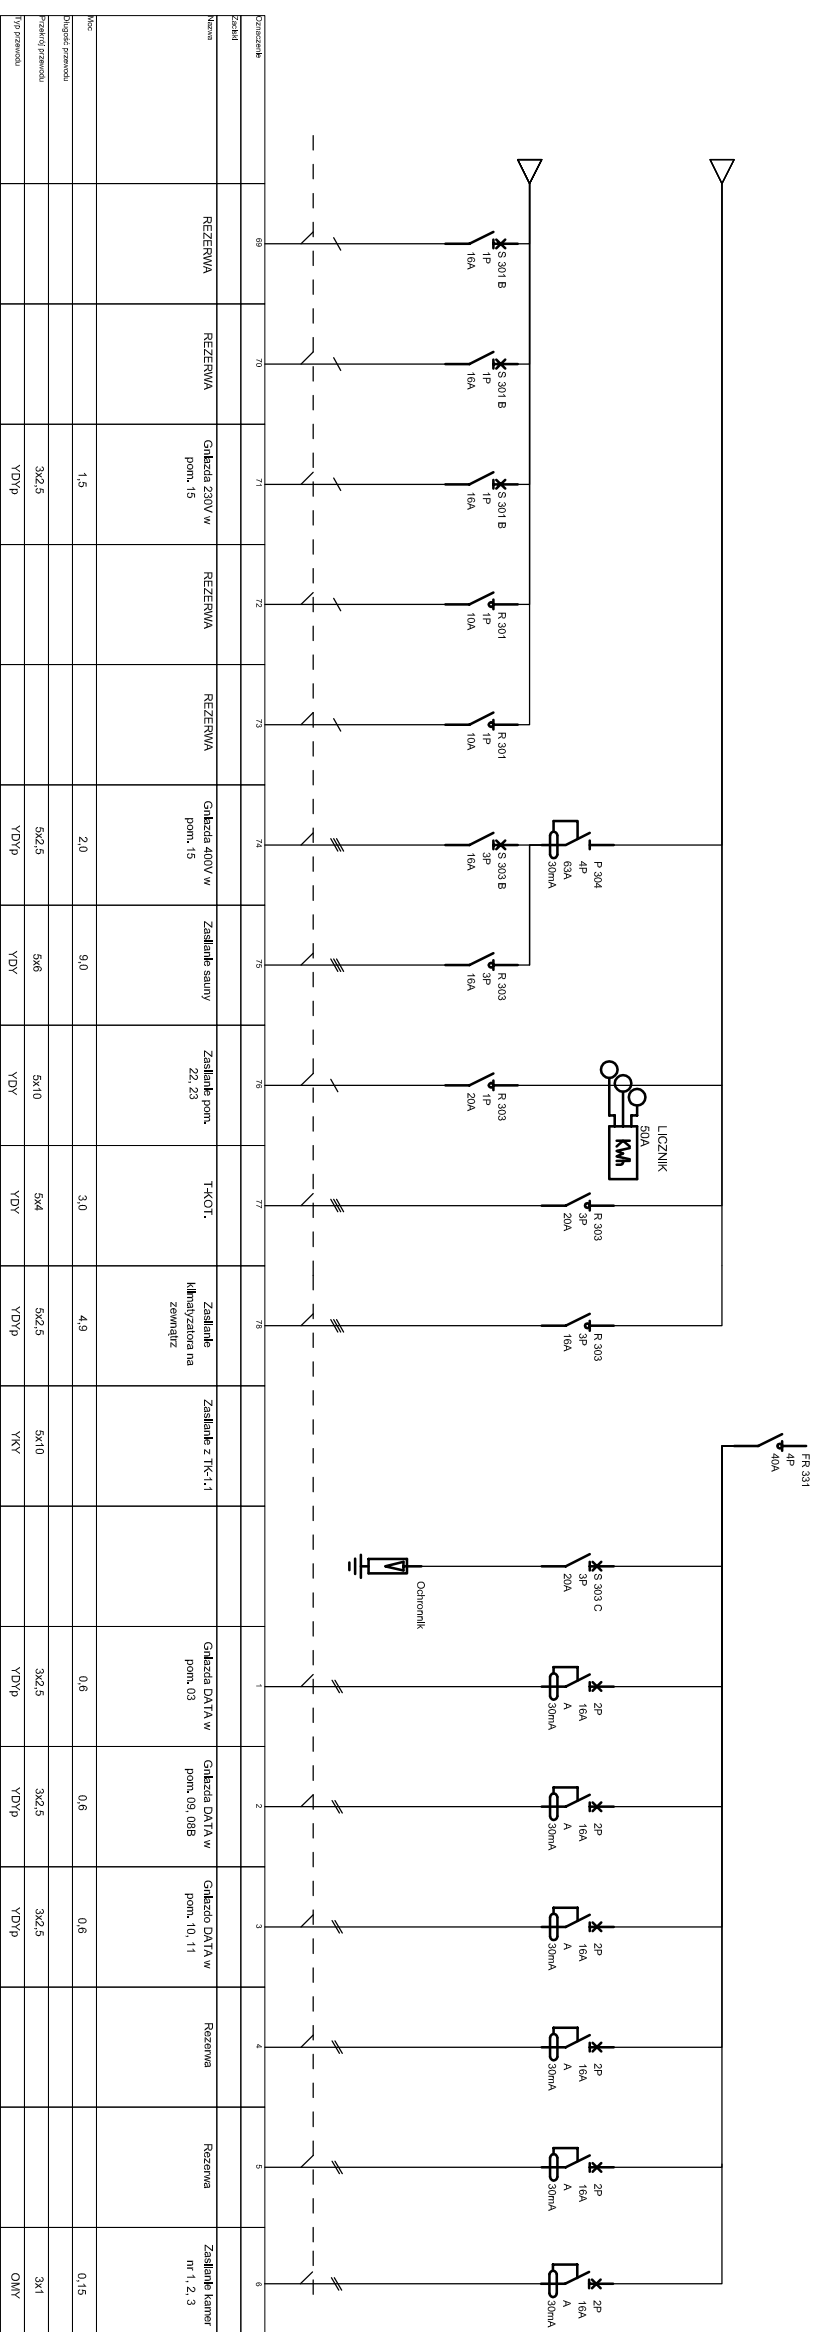 FR 331
4P
40A
LICZNIK
50A
KWh
P 304
4P
63A
30mA
R 303
3P
20A
R 303
3P
16A
S 303 C
3P
20A
2P
16A
A
30mA
2P
16A
A
30mA
2P
16A
A
30mA
2P
16A
A
30mA
2P
16A
A
30mA
2P
16A
A
30mA
S 301 B
1P
16A
S 301 B
1P
16A
S 301 B
1P
16A
R 301
1P
10A
R 301
1P
10A
S 303 B
3P
16A
R 303
3P
16A
R 303
1P
20A
Ochronnik
Oznaczenie
69
70
71
72
73
74
75
76
77
78
1
2
3
4
5
6
Zaciski
Nazwa
REZERWA
REZERWA
Gniazda 230V w
pom. 15
REZERWA
REZERWA
Gniazda 400V w
pom. 15
Zasilanie sauny
Zasilanie pom.
22, 23
T-KOT.
Zasilanie
klimatyzatora na
zewnątrz
Zasilanie z TK-1.1
Gniazda DATA w
pom. 03
Gniazda DATA w
pom. 09, 08B
Gniazdo DATA w
pom. 10, 11
Rezerwa
Rezerwa
Zasilanie kamer
nr 1, 2, 3
Moc
1,5
2,0
9,0
3,0
4,9
0,6
0,6
0,6
0,15
Długość przewodu
Przekrój przewodu
3x2,5
5x2,5
5x6
5x10
5x4
5x2,5
5x10
3x2,5
3x2,5
3x2,5
3x1
Typ przewodu
YDYp
YDYp
YDY
YDY
YDY
YDYp
YKY
YDYp
YDYp
YDYp
OMY